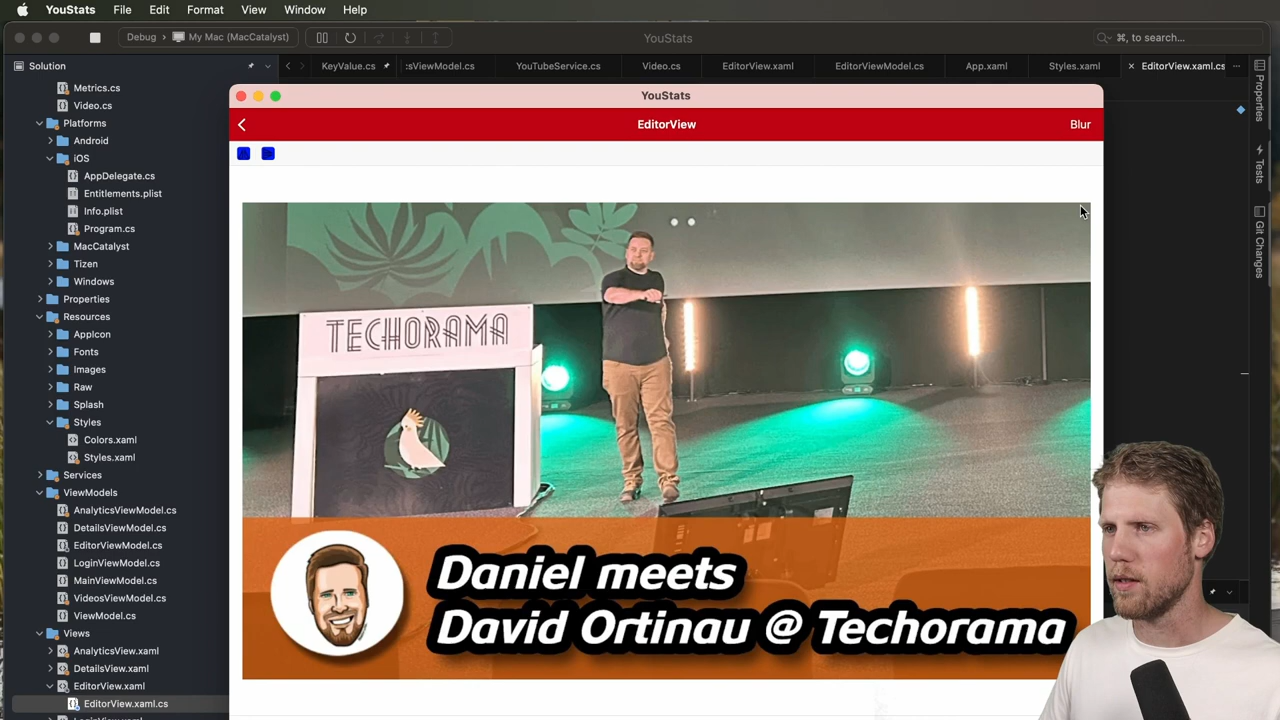 YouStats File Edit Format View Window Help
Debug > My Mac (MacCatalyst)
YouStats
⌘, to search...
Solution
KeyValue.cs
:sViewModel.cs
YouTubeService.cs
Video.cs
EditorView.xaml
EditorViewModel.cs
App.xaml
Styles.xaml
EditorView.xaml.cs
Metrics.cs
Video.cs
Platforms
Android
iOS
AppDelegate.cs
Entitlements.plist
Info.plist
Program.cs
MacCatalyst
Tizen
Windows
Properties
Resources
AppIcon
Fonts
Images
Raw
Splash
Styles
Colors.xaml
Styles.xaml
Services
ViewModels
AnalyticsViewModel.cs
DetailsViewModel.cs
EditorViewModel.cs
LoginViewModel.cs
MainViewModel.cs
VideosViewModel.cs
ViewModel.cs
Views
AnalyticsView.xaml
DetailsView.xaml
EditorView.xaml
EditorView.xaml.cs
YouStats
EditorView
Blur
TECHORAMA
Daniel meets
David Ortinau @ Techorama
Properties
Tests
Git Changes